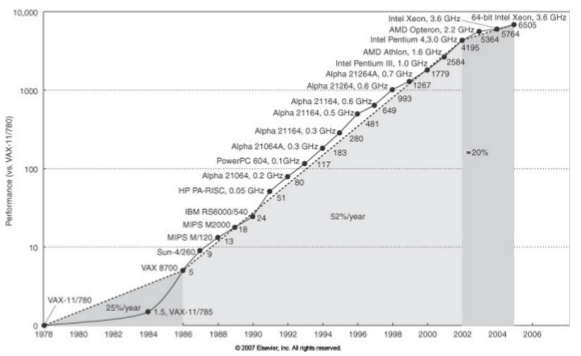 10,000
1000
100
10
0
Performance (vs. VAX-11/780)
Intel Xeon, 3.6 GHz
64-bit Intel Xeon, 3.6 GHz
6505
AMD Opteron, 2.2 GHz
5764
Intel Pentium 4,3.0 GHz
5364
4195
AMD Athlon, 1.6 GHz
2584
Intel Pentium III, 1.0 GHz
1779
Alpha 21264A, 0.7 GHz
1267
Alpha 21264, 0.6 GHz
993
Alpha 21164, 0.6 GHz
649
Alpha 21164, 0.5 GHz
481
Alpha 21164, 0.3 GHz
280
Alpha 21064A, 0.3 GHz
183
PowerPC 604, 0.1GHz
117
Alpha 21064, 0.2 GHz
80
HP PA-RISC, 0.05 GHz
51
IBM RS6000/540
24
MIPS M2000
18
MIPS M/120
13
Sun-4/260
9
VAX 8700
5
VAX-11/780
1.5, VAX-11/785
25%/year
52%/year
20%
1978 1980 1982 1984 1986 1988 1990 1992 1994 1996 1998 2000 2002 2004 2006
© 2007 Elsevier, Inc. All rights reserved.